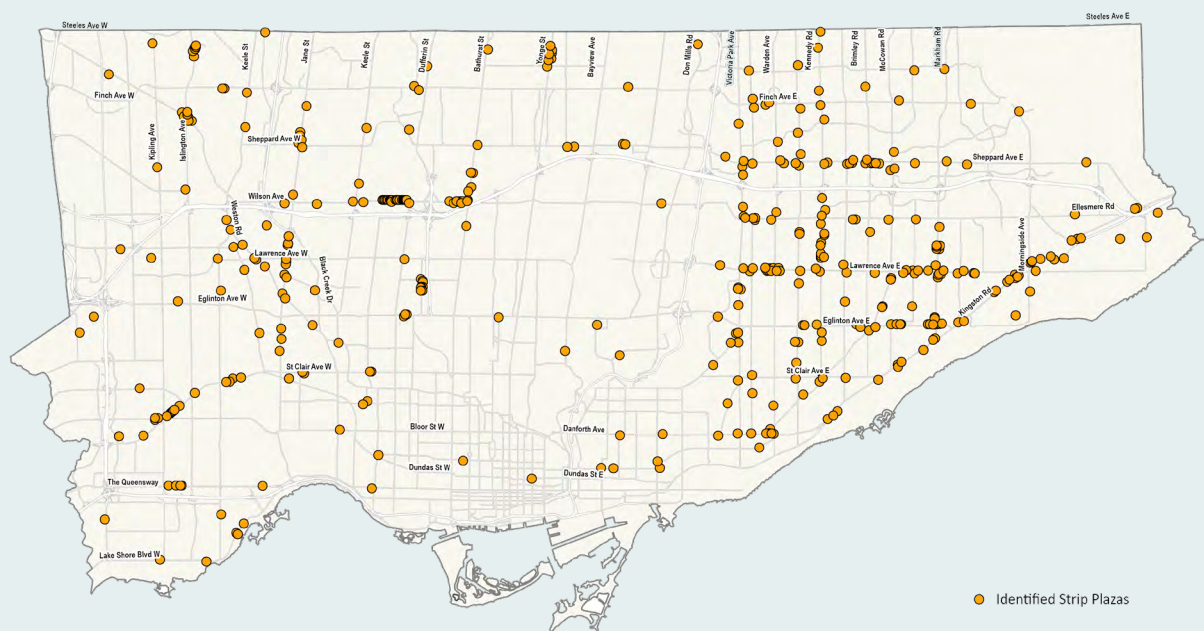 Steeles Ave W
Steeles Ave E
Keele St
Jane St
Keele St
Dufferin St
Bathurst St
Yonge St
Bayview Ave
Don Mills Rd
Victoria Park Ave
Warden Ave
Kennedy Rd
Brimley Rd
McCowan Rd
Markham Rd
Finch Ave W
Finch Ave E
Kipling Ave
Islington Ave
Sheppard Ave W
Sheppard Ave E
Wilson Ave
Weston Rd
Ellesmere Rd
Morningside Ave
Lawrence Ave W
Black Creek Dr
Lawrence Ave E
Eglinton Ave W
Kingston Rd
Eglinton Ave E
St Clair Ave W
St Clair Ave E
Bloor St W
Danforth Ave
Dundas St W
Dundas St E
The Queensway
Lake Shore Blvd W
Identified Strip Plazas